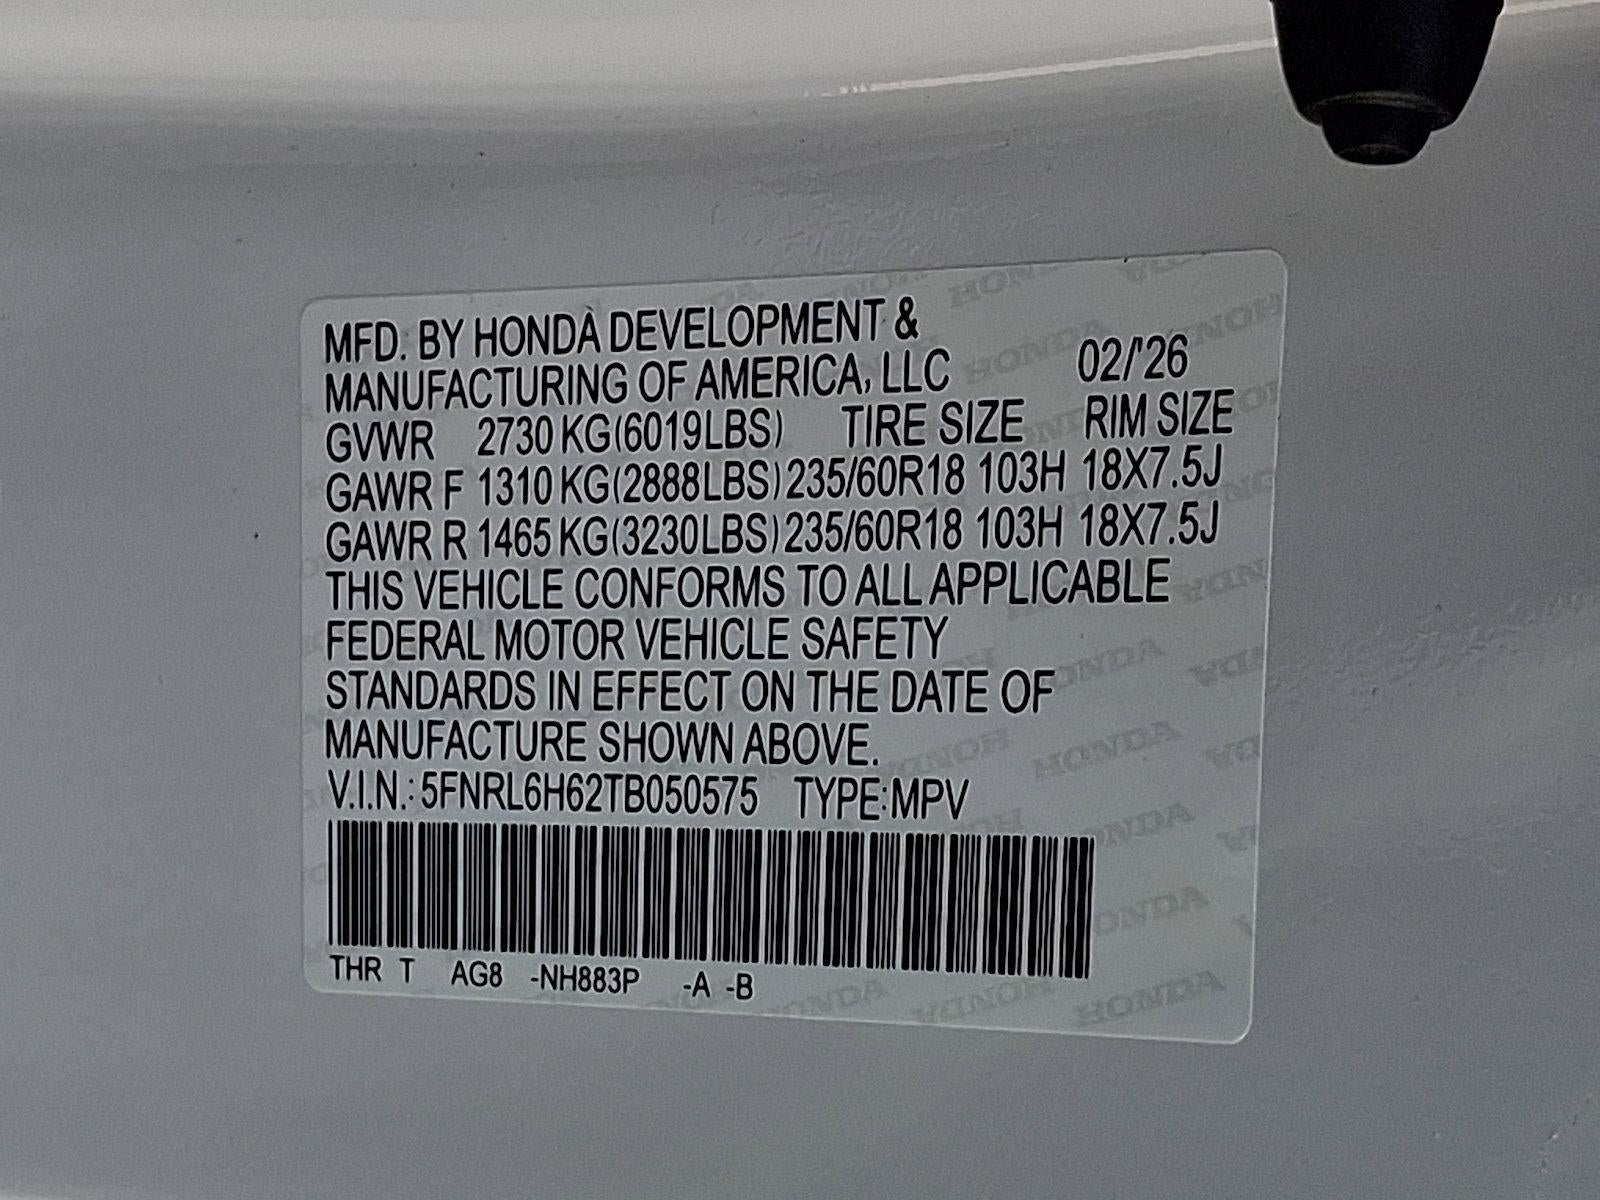 MFD. BY HONDA DEVELOPMENT &
MANUFACTURING OF AMERICA, LLC 02/'26
GVWR 2730 KG(6019LBS) TIRE SIZE RIM SIZE
GAWR F 1310 KG(2888LBS) 235/60R18 103H 18X7.5J
GAWR R 1465 KG(3230LBS) 235/60R18 103H 18X7.5J
THIS VEHICLE CONFORMS TO ALL APPLICABLE
FEDERAL MOTOR VEHICLE SAFETY
STANDARDS IN EFFECT ON THE DATE OF
MANUFACTURE SHOWN ABOVE.
V.I.N.: 5FNRL6H62TB050575 TYPE:MPV
THR T AG8 -NH883P -A -B